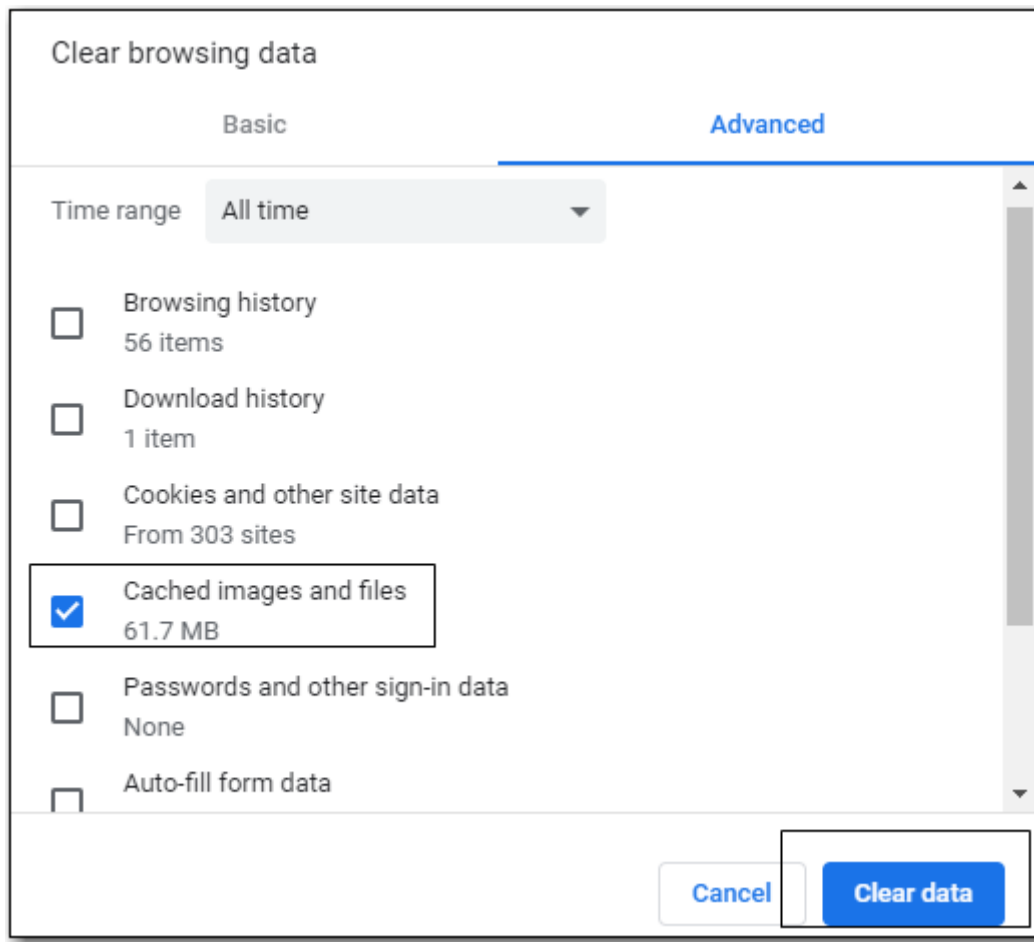 Clear browsing data
Basic Advanced
Time range All time
Browsing history
56 items
Download history
1 item
Cookies and other site data
From 303 sites
Cached images and files
61.7 MB
Passwords and other sign-in data
None
Auto-fill form data
Cancel Clear data